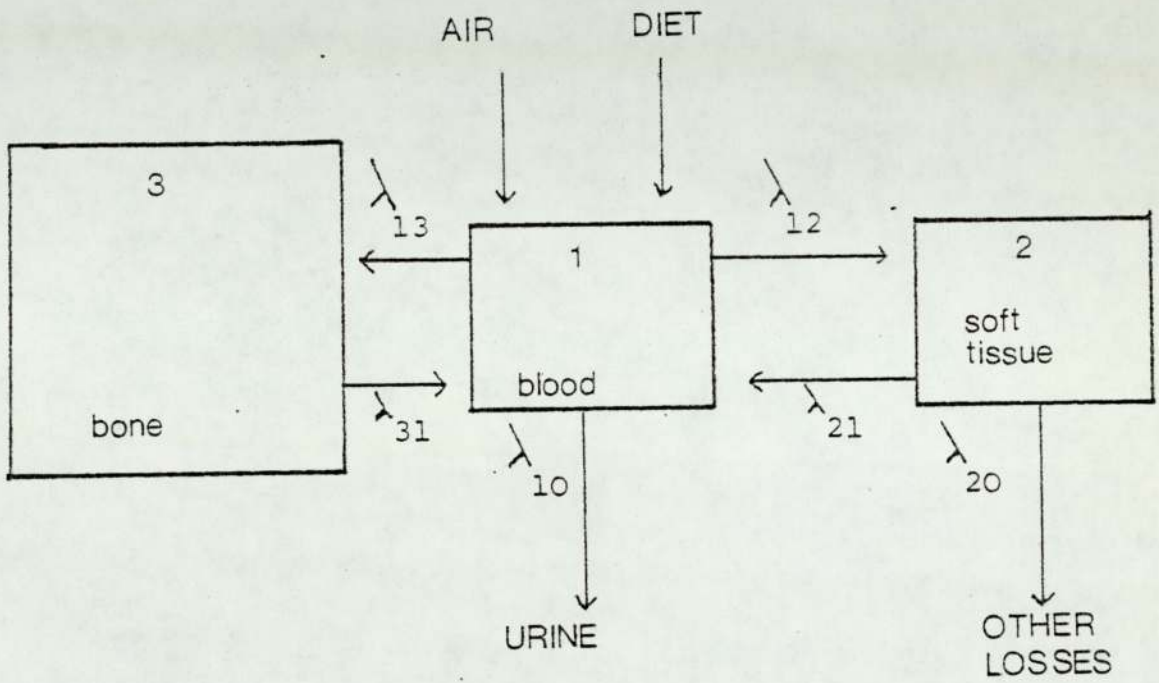 AIR
DIET
3
λ13
λ12
1
2
soft
tissue
blood
bone
λ31
λ21
λ10
λ20
URINE
OTHER
LOSSES